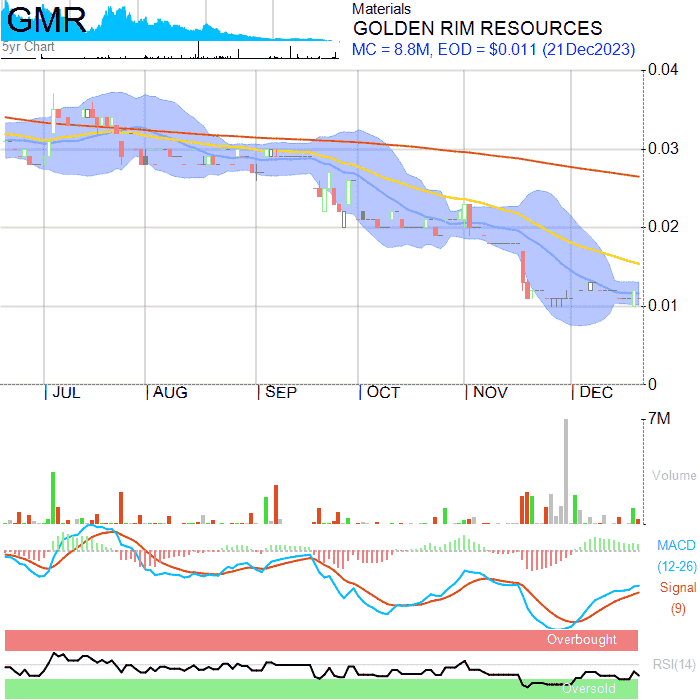 GMR
5yr Chart
Materials
GOLDEN RIM RESOURCES
MC = 8.8M, EOD = $0.011 (21Dec2023)
0.04
0.03
0.02
0.01
0
JUL AUG SEP OCT NOV DEC
7M
Volume
MACD
(12-26)
Signal
(9)
Overbought
RSI(14)
Oversold